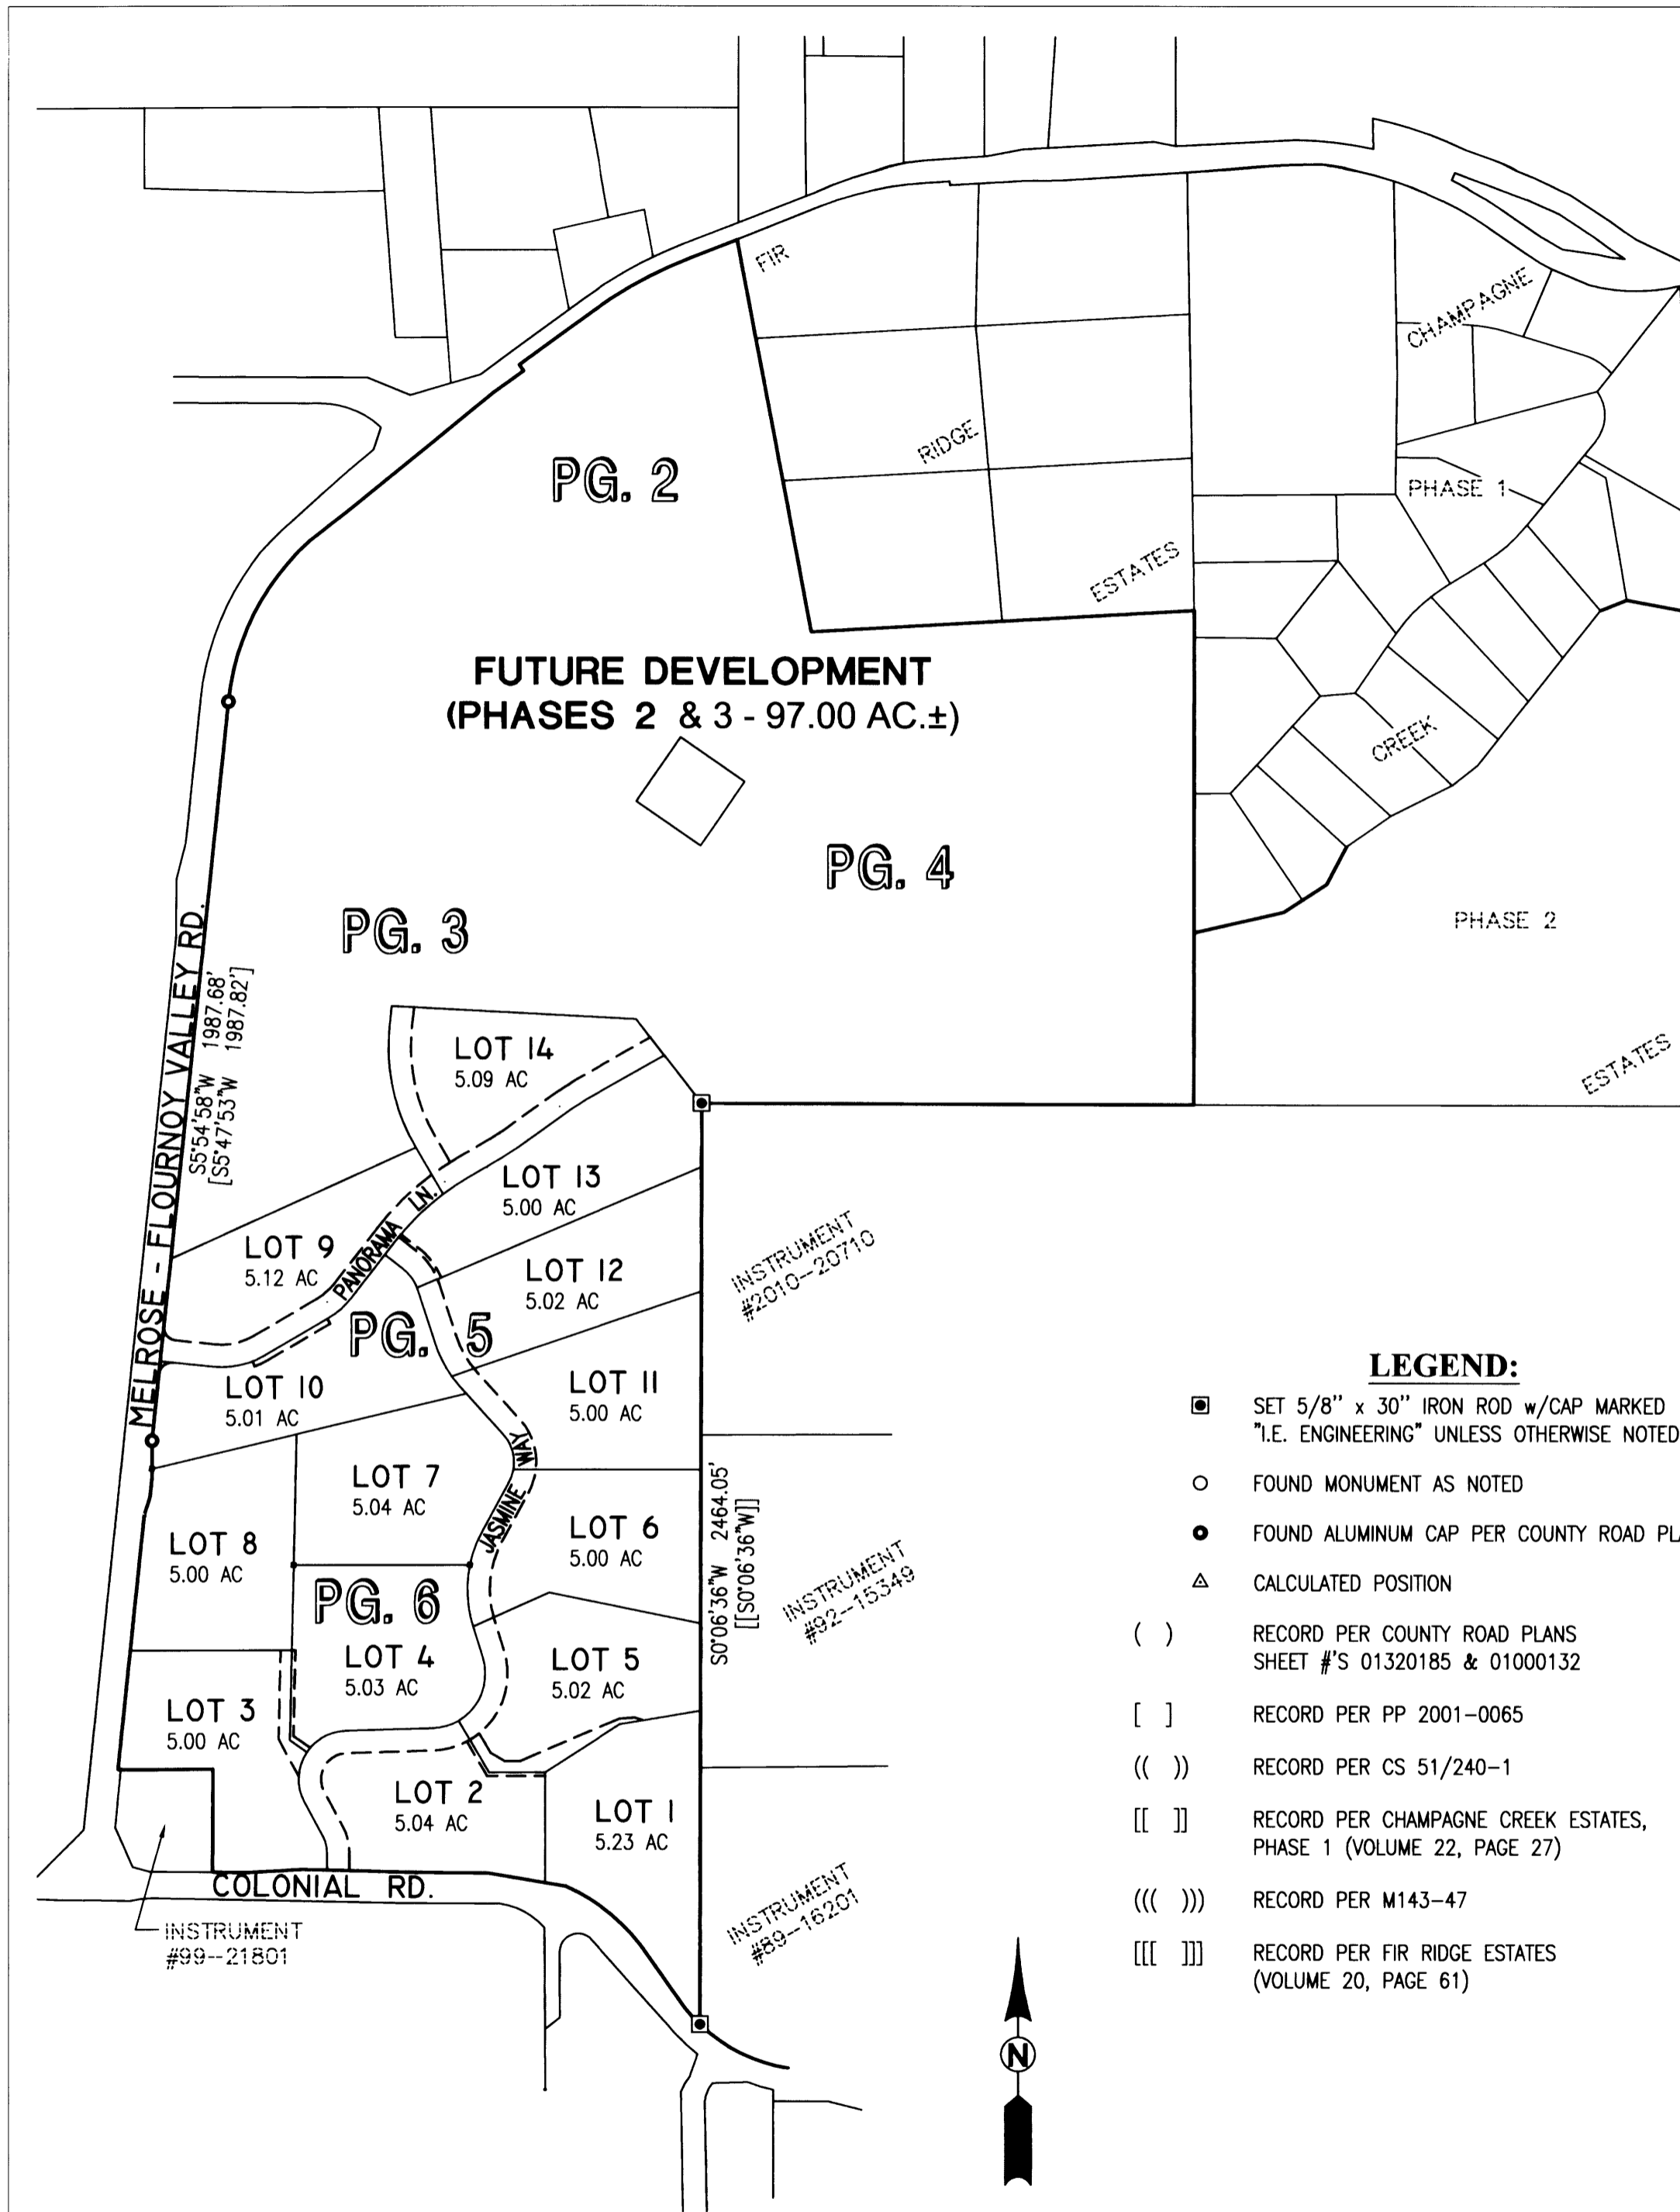 FIR
CHAMPAGNE
RIDGE
PG. 2
PHASE 1
ESTATES
FUTURE DEVELOPMENT
(PHASES 2 & 3 - 97.00 AC.±)
CREEK
PG. 4
PG. 3
PHASE 2
ESTATES
MELROSE - FLOURNOY VALLEY RD.
S5°54'58"W 1987.68'
[S5°47'53"W 1987.82']
LOT 14
5.09 AC
LOT 13
5.00 AC
PANORAMA LN.
LOT 9
5.12 AC
LOT 12
5.02 AC
INSTRUMENT
#2010-20710
PG. 5
LOT 10
5.01 AC
LOT 11
5.00 AC
JASMINE WAY
LOT 7
5.04 AC
LOT 8
5.00 AC
LOT 6
5.00 AC
S0°06'36"W 2464.05'
[[S0°06'36"W]]
INSTRUMENT
#92-15349
PG. 6
LOT 4
5.03 AC
LOT 5
5.02 AC
LOT 3
5.00 AC
LOT 2
5.04 AC
LOT 1
5.23 AC
COLONIAL RD.
INSTRUMENT
#99-21801
INSTRUMENT
#89-16201
N
LEGEND:
SET 5/8" x 30" IRON ROD w/CAP MARKED
"I.E. ENGINEERING" UNLESS OTHERWISE NOTED
FOUND MONUMENT AS NOTED
FOUND ALUMINUM CAP PER COUNTY ROAD
CALCULATED POSITION
( ) RECORD PER COUNTY ROAD PLANS
SHEET #'S 01320185 & 01000132
[ ] RECORD PER PP 2001-0065
(( )) RECORD PER CS 51/240-1
[[ ]] RECORD PER CHAMPAGNE CREEK ESTATES,
PHASE 1 (VOLUME 22, PAGE 27)
((( ))) RECORD PER M143-47
[[[ ]]] RECORD PER FIR RIDGE ESTATES
(VOLUME 20, PAGE 61)